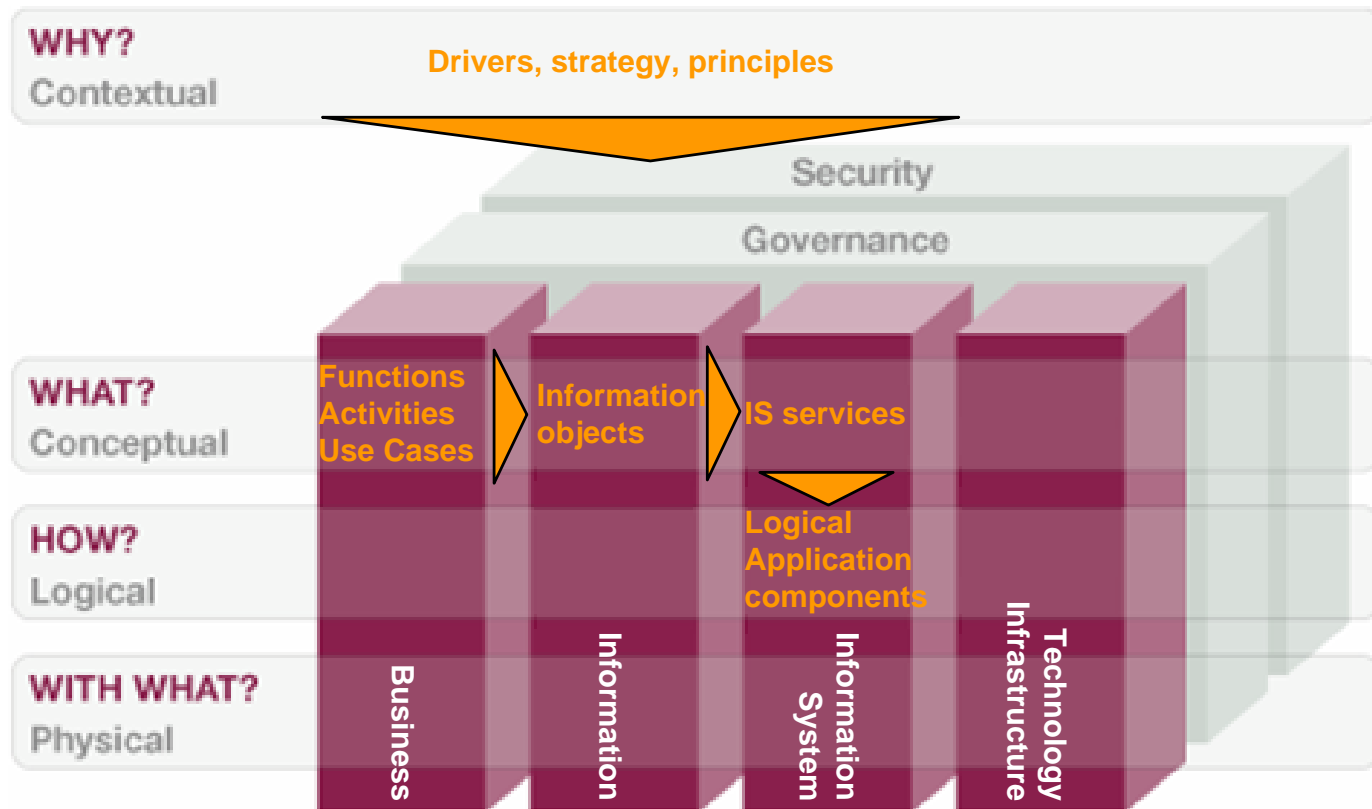 WHY?
Contextual
Drivers, strategy, principles
Security
Governance
WHAT?
Conceptual
Functions
Activities
Use Cases
Information
objects
IS services
HOW?
Logical
Logical
Application
components
WITH WHAT?
Physical
Business
Information
Information
System
Technology
Infrastructure